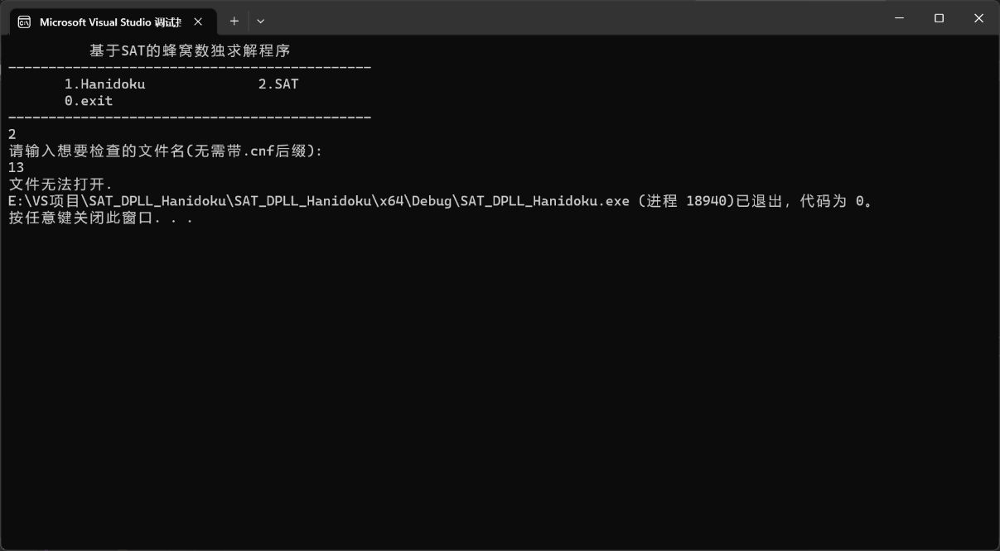 Microsoft Visual Studio 调试
基于SAT的蜂窝数独求解程序
---------------------------------------------
1.Hanidoku 2.SAT
0.exit
---------------------------------------------
2
请输入想要检查的文件名(无需带.cnf后缀):
13
文件无法打开.
E:\VS项目\SAT_DPLL_Hanidoku\SAT_DPLL_Hanidoku\x64\Debug\SAT_DPLL_Hanidoku.exe (进程 18940)已退出，代码为 0。
按任意键关闭此窗口. . .